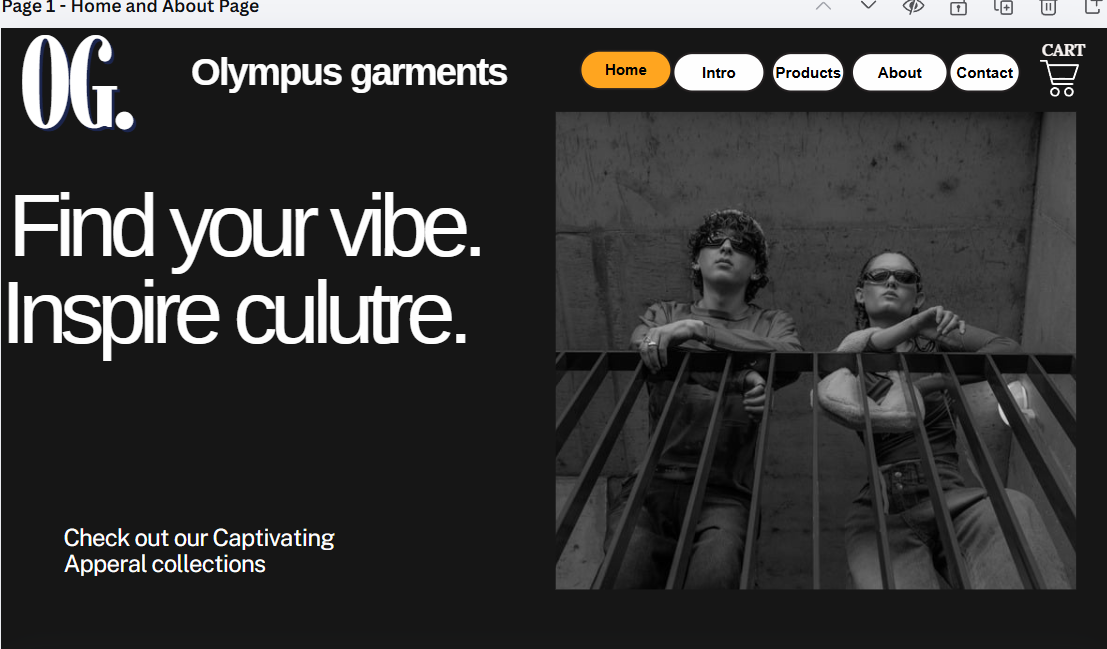 Page 1 - Home and About Page
OG.
Olympus garments
Home
Intro
Products
About
Contact
CART
Find your vibe.
Inspire culutre.
Check out our Captivating
Apperal collections